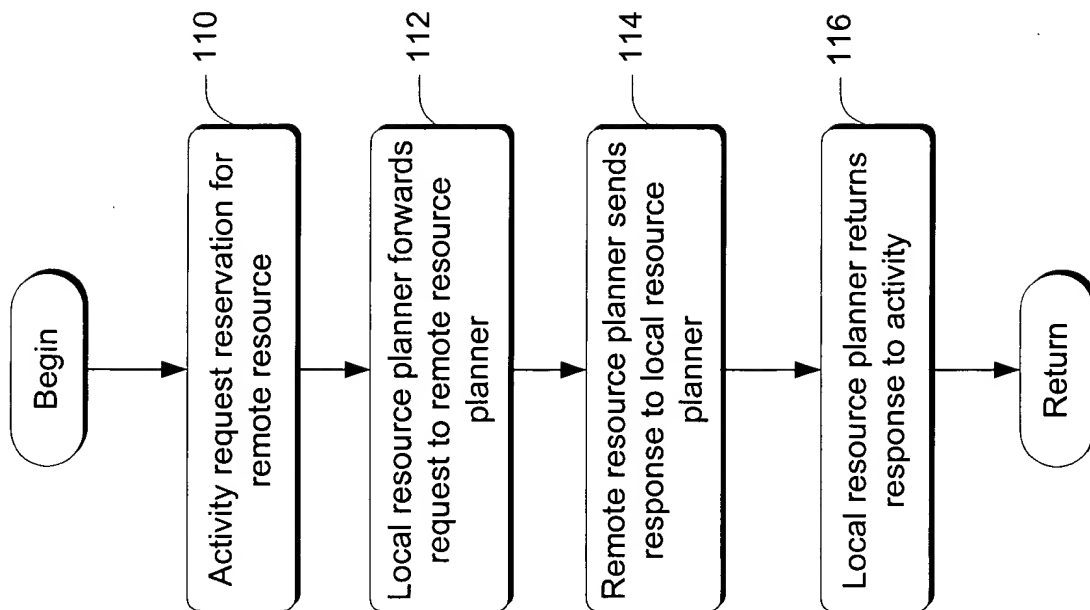 Begin
110
Activity request reservation for
remote resource
112
Local resource planner forwards
request to remote resource
planner
114
Remote resource planner sends
response to local resource
planner
116
Local resource planner returns
response to activity
Return